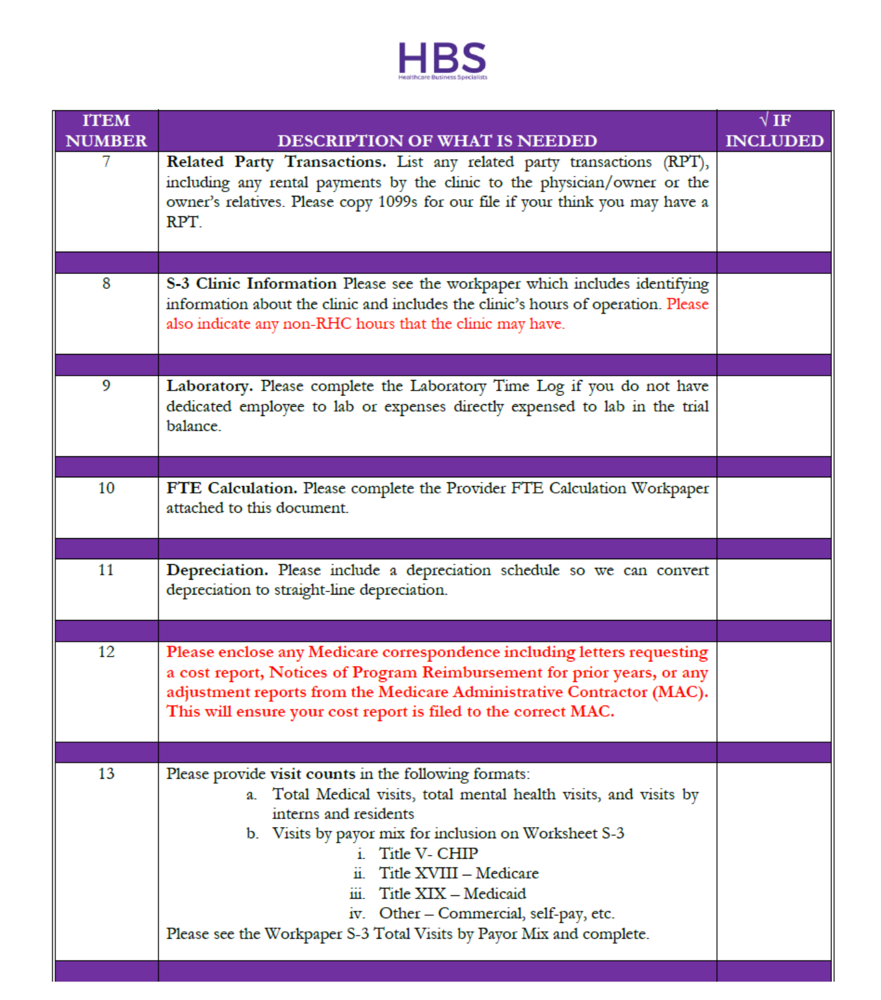 HBS
Healthcare Business Specialists
ITEM NUMBER
DESCRIPTION OF WHAT IS NEEDED
√ IF INCLUDED
7
Related Party Transactions. List any related party transactions (RPT),
including any rental payments by the clinic to the physician/owner or the
owner's relatives. Please copy 1099s for our file if your think you may have a
RPT.
8
S-3 Clinic Information Please see the workpaper which includes identifying
information about the clinic and includes the clinic's hours of operation. Please
also indicate any non-RHC hours that the clinic may have.
9
Laboratory. Please complete the Laboratory Time Log if you do not have
dedicated employee to lab or expenses directly expensed to lab in the trial
balance.
10
FTE Calculation. Please complete the Provider FTE Calculation Workpaper
attached to this document.
11
Depreciation. Please include a depreciation schedule so we can convert
depreciation to straight-line depreciation.
12
Please enclose any Medicare correspondence including letters requesting
a cost report, Notices of Program Reimbursement for prior years, or any
adjustment reports from the Medicare Administrative Contractor (MAC).
This will ensure your cost report is filed to the correct MAC.
13
Please provide visit counts in the following formats:
a. Total Medical visits, total mental health visits, and visits by
interns and residents
b. Visits by payor mix for inclusion on Worksheet S-3
i. Title V- CHIP
ii. Title XVIII – Medicare
iii. Title XIX – Medicaid
iv. Other – Commercial, self-pay, etc.
Please see the Workpaper S-3 Total Visits by Payor Mix and complete.